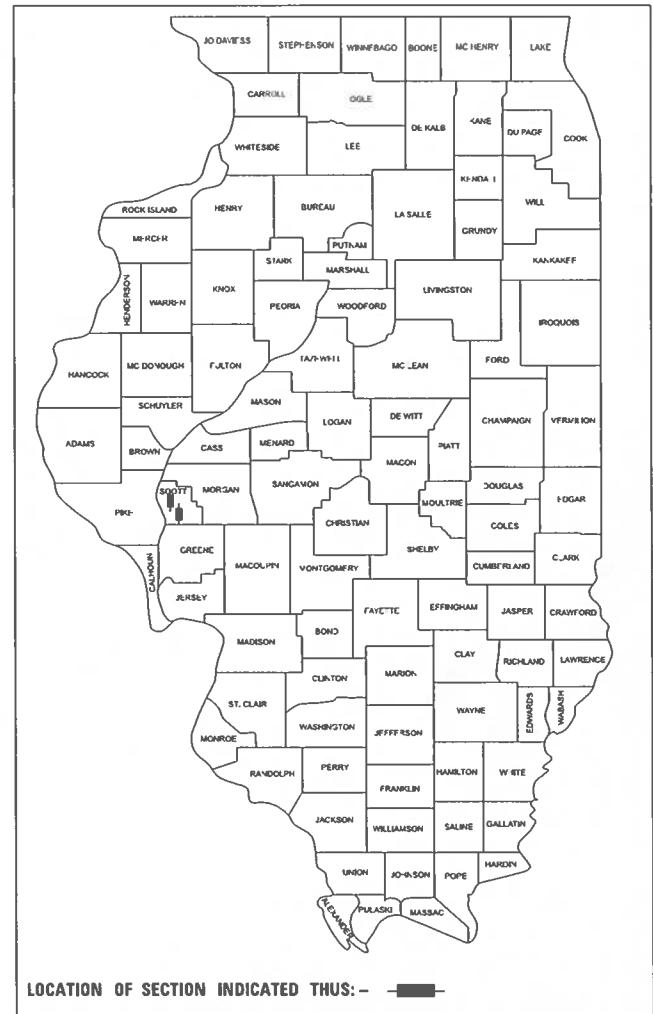 JO DAVIESS STEPHENSON WINNEBAGO BOONE MC HENRY LAKE
CARROLL OGLE DE KALB KANE DU PAGE COOK
WHITESIDE LEE
KENDALL WILL
ROCK ISLAND HENRY BUREAU LA SALLE GRUNDY
MERCER PUTNAM
STARK MARSHALL KANKAKEE
HENDERSON WARREN KNOX PEORIA WOODFORD LIVINGSTON IROQUOIS
HANCOCK MC DONOUGH FULTON TAZEWELL MC LEAN FORD
SCHUYLER MASON LOGAN DE WITT CHAMPAIGN VERMILION
ADAMS BROWN CASS MENARD MACON PIATT
PIKE SCOTT MORGAN SANGAMON CHRISTIAN MOULTRIE DOUGLAS EDGAR
COLES
CALHOUN GREENE MACOUPIN MONTGOMERY SHELBY CUMBERLAND CLARK
JERSEY FAYETTE EFFINGHAM JASPER CRAWFORD
MADISON BOND CLAY RICHLAND LAWRENCE
CLINTON MARION
ST. CLAIR WASHINGTON WAYNE EDWARDS WABASH
MONROE JEFFERSON
RANDOLPH PERRY HAMILTON WHITE
FRANKLIN
JACKSON WILLIAMSON SALINE GALLATIN
UNION JOHNSON POPE HARDIN
ALEXANDER PULASKI MASSAC
LOCATION OF SECTION INDICATED THUS: -